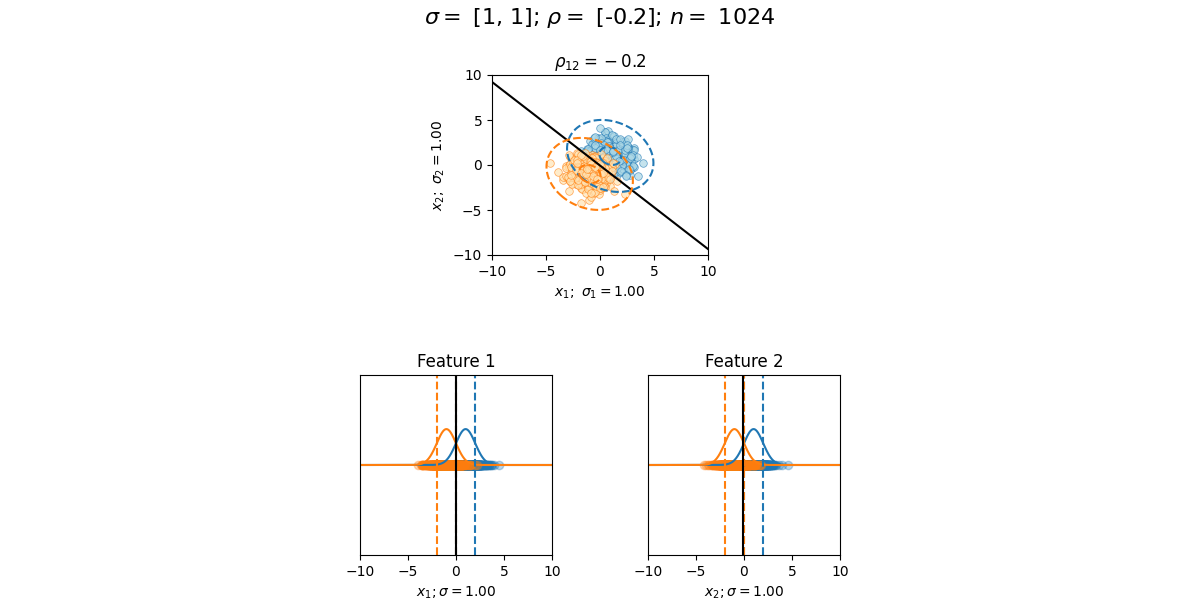 σ = [1, 1]; ρ = [-0.2]; n = 1024
ρ₁₂ = −0.2
10
5
0
−5
−10
x₂; σ₂ = 1.00
−10 −5 0 5 10
x₁; σ₁ = 1.00
Feature 1 Feature 2
−10 −5 0 5 10 −10 −5 0 5 10
x₁; σ = 1.00 x₂; σ = 1.00